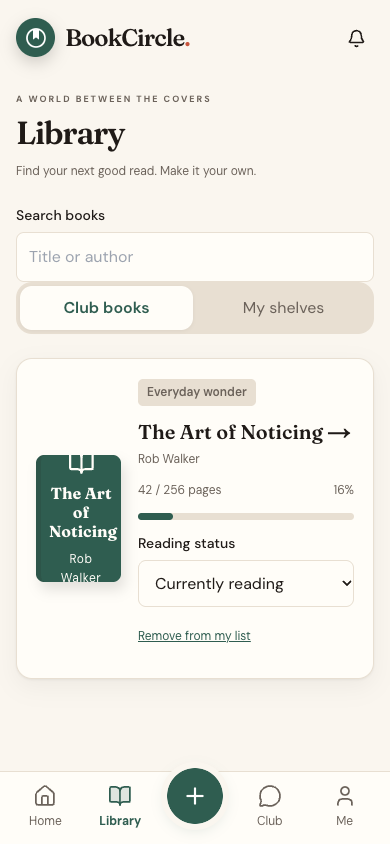 BookCircle.
A WORLD BETWEEN THE COVERS
Library
Find your next good read. Make it your own.
Search books
Title or author
Club books
My shelves
Everyday wonder
The Art of Noticing →
Rob Walker
42 / 256 pages
16%
Reading status
Currently reading
Remove from my list
The Art
of
Noticing
Rob
Walker
Home
Library
Club
Me